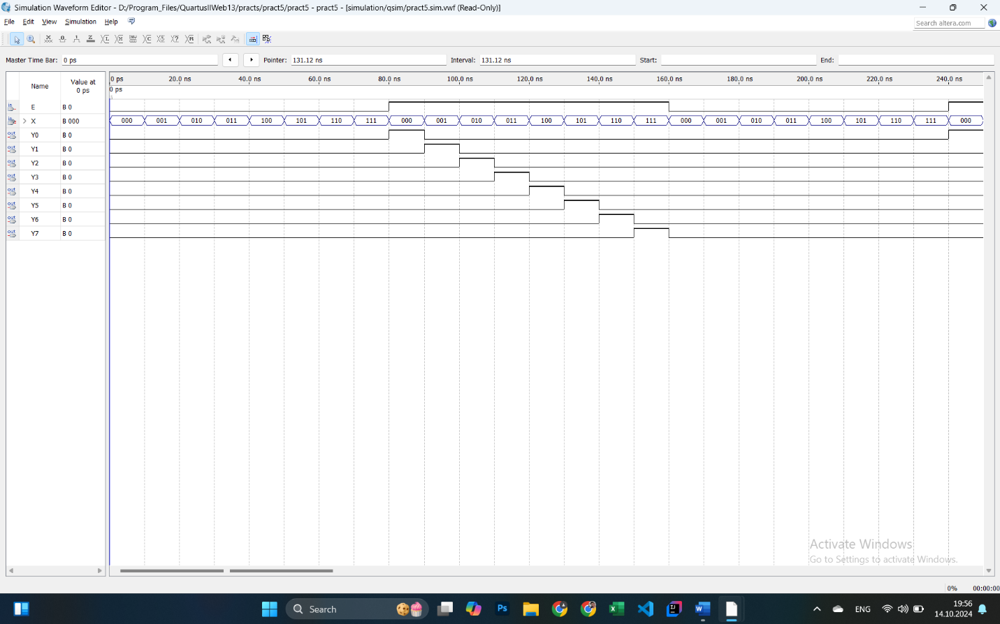 Simulation Waveform Editor - D:/Program_Files/QuartusIIWeb13/practs/pract5/pract5 - pract5 - [simulation/qsim/pract5.sim.vwf (Read-Only)]
File Edit View Simulation Help
Search altera.com
Master Time Bar: 0 ps Pointer: 131.12 ns Interval: 131.12 ns Start: End:
Name Value at 0 ps
0 ps 20.0 ns 40.0 ns 60.0 ns 80.0 ns 100.0 ns 120.0 ns 140.0 ns 160.0 ns 180.0 ns 200.0 ns 220.0 ns 240.0 ns
0 ps
E B 0
X B 000 000 001 010 011 100 101 110 111 000 001 010 011 100 101 110 111 000 001 010 011 100 101 110 111 000
Y0 B 0
Y1 B 0
Y2 B 0
Y3 B 0
Y4 B 0
Y5 B 0
Y6 B 0
Y7 B 0
Activate Windows
Go to Settings to activate Windows.
0% 00:00:00
Search
ENG
19:56
14.10.2024